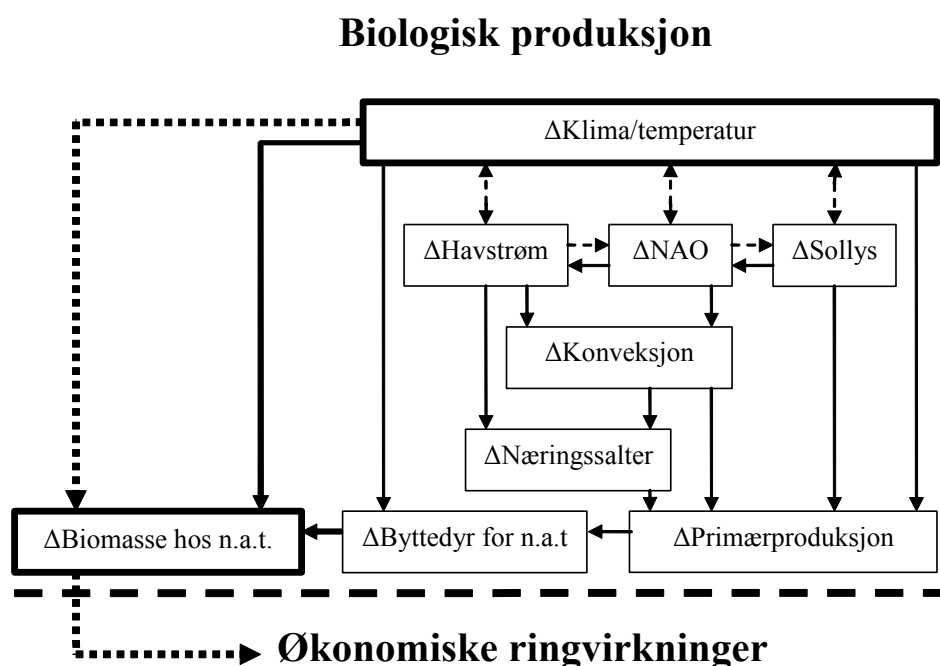 Biologisk produksjon
ΔKlima/temperatur
ΔHavstrøm ΔNAO ΔSollys
ΔKonveksjon
ΔNæringssalter
ΔBiomasse hos n.a.t. ΔByttedyr for n.a.t ΔPrimærproduksjon
Økonomiske ringvirkninger